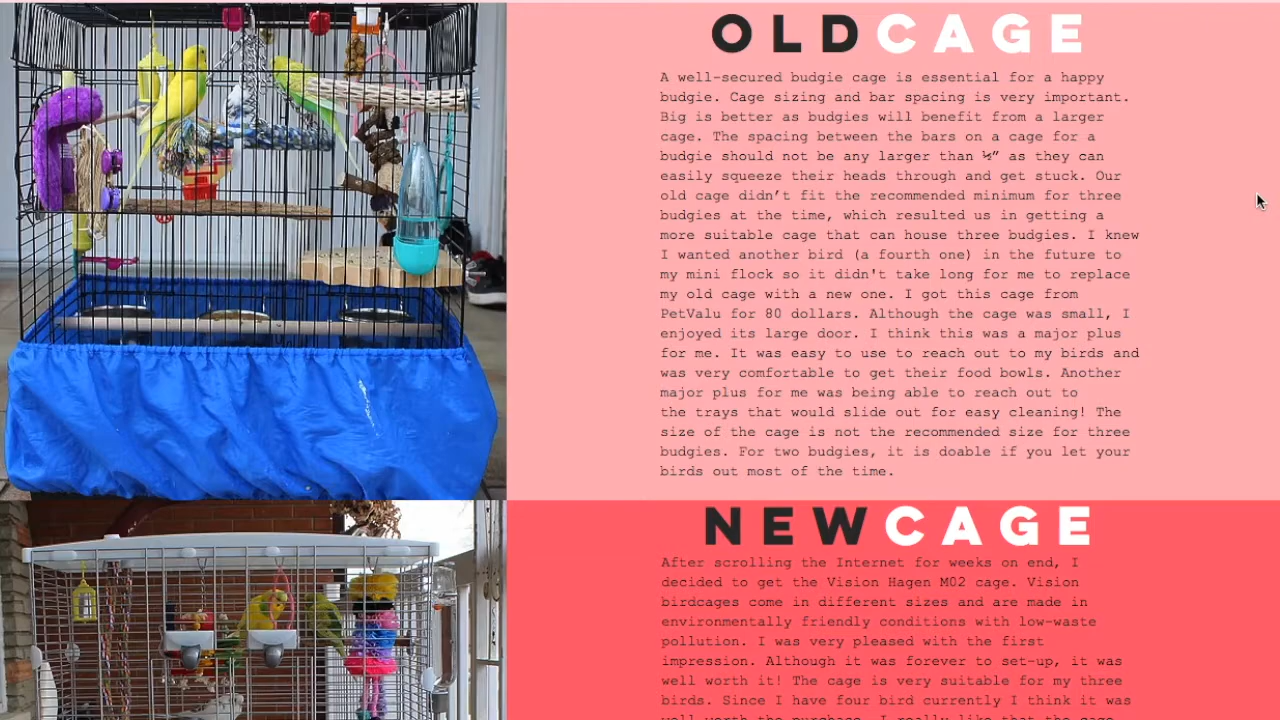 OLD CAGE
A well-secured budgie cage is essential for a happy
budgie. Cage sizing and bar spacing is very important.
Big is better as budgies will benefit from a larger
cage. The spacing between the bars on a cage for a
budgie should not be any larger than ½” as they can
easily squeeze their heads through and get stuck. Our
old cage didn’t fit the recommended minimum for three
budgies at the time, which resulted us in getting a
more suitable cage that can house three budgies. I knew
I wanted another bird (a fourth one) in the future to
my mini flock so it didn't take long for me to replace
my old cage with a new one. I got this cage from
PetValu for 80 dollars. Although the cage was small, I
enjoyed its large door. I think this was a major plus
for me. It was easy to use to reach out to my birds and
was very comfortable to get their food bowls. Another
major plus for me was being able to reach out to
the trays that would slide out for easy cleaning! The
size of the cage is not the recommended size for three
budgies. For two budgies, it is doable if you let your
birds out most of the time.
NEW CAGE
After scrolling the Internet for weeks on end, I
decided to get the Vision Hagen M02 cage. Vision
birdcages come in different sizes and are made in
environmentally friendly conditions with low-waste
pollution. I was very pleased with the first
impression. Although it was forever to set-up, it was
well worth it! The cage is very suitable for my three
birds. Since I have four bird currently I think it was
well worth the purchase. I really like that the cage